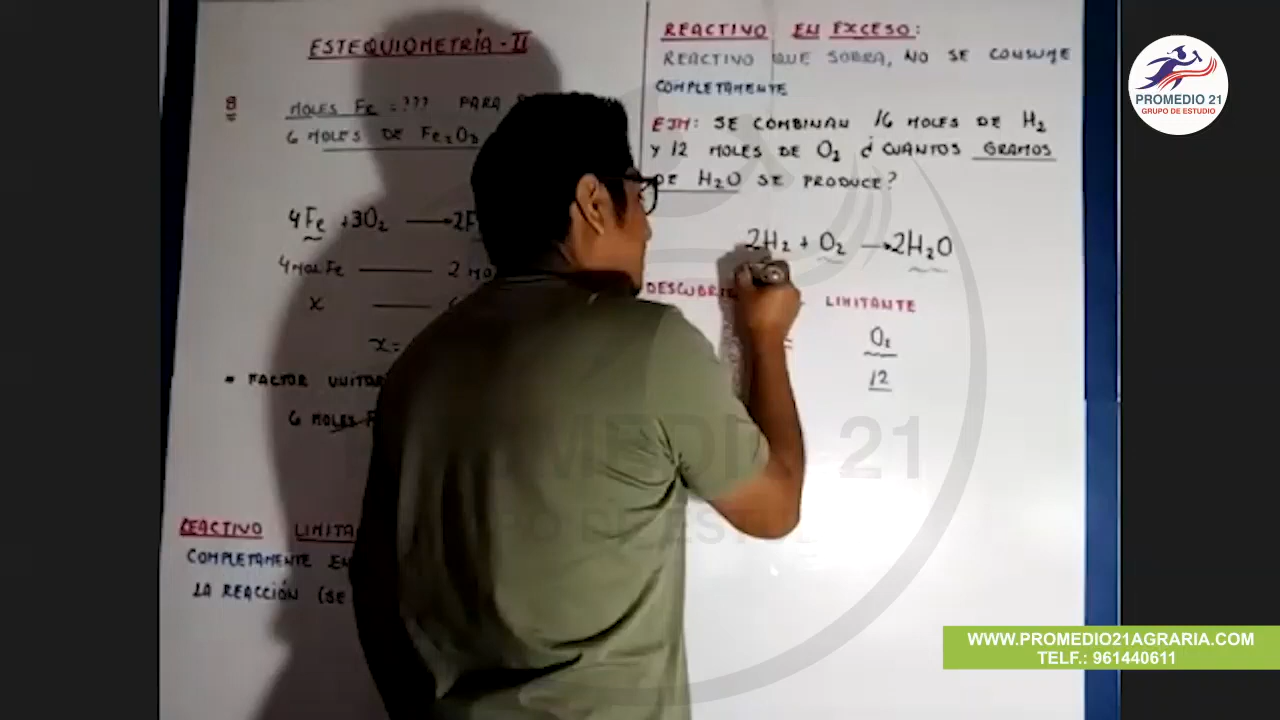 ESTEQUIOMETRÍA - II
8
MOLES Fe = ??? PARA
6 MOLES DE Fe₂O₃
4Fe + 3O₂ → 2F
4 MOL Fe 2 MO
x
x =
FACTOR UNITAR
6 MOLES F
REACTIVO LIMITA
COMPLETAMENTE EN
LA REACCIÓN (SE
REACTIVO EN EXCESO:
REACTIVO QUE SOBRA, NO SE CONSUME
COMPLETAMENTE
EJM: SE COMBINAN 16 MOLES DE H₂
Y 12 MOLES DE O₂ ¿CUANTOS GRAMOS
DE H₂O SE PRODUCE?
2H₂ + O₂ → 2H₂O
DESCUBRI LIMITANTE
=
O₂
12
PROMEDIO 21
GRUPO DE ESTUDIO
WWW.PROMEDIO21AGRARIA.COM
TELF.: 961440611